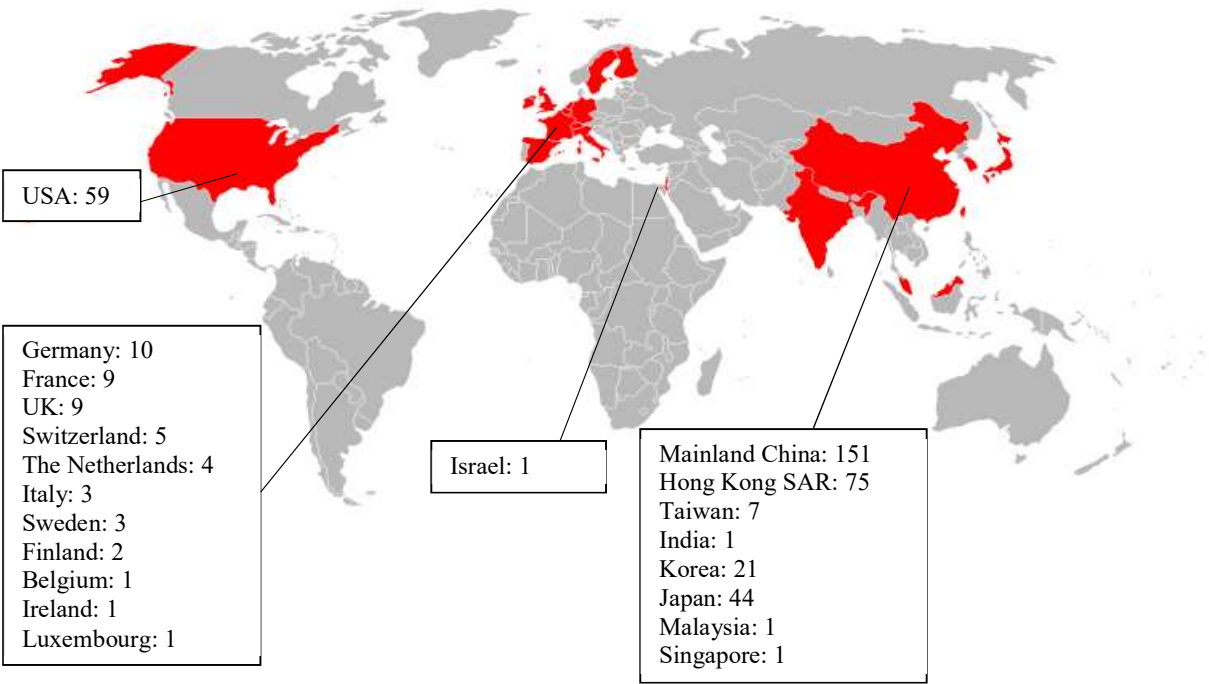 USA: 59
Germany: 10
France: 9
UK: 9
Switzerland: 5
The Netherlands: 4
Italy: 3
Sweden: 3
Finland: 2
Belgium: 1
Ireland: 1
Luxembourg: 1
Israel: 1
Mainland China: 151
Hong Kong SAR: 75
Taiwan: 7
India: 1
Korea: 21
Japan: 44
Malaysia: 1
Singapore: 1